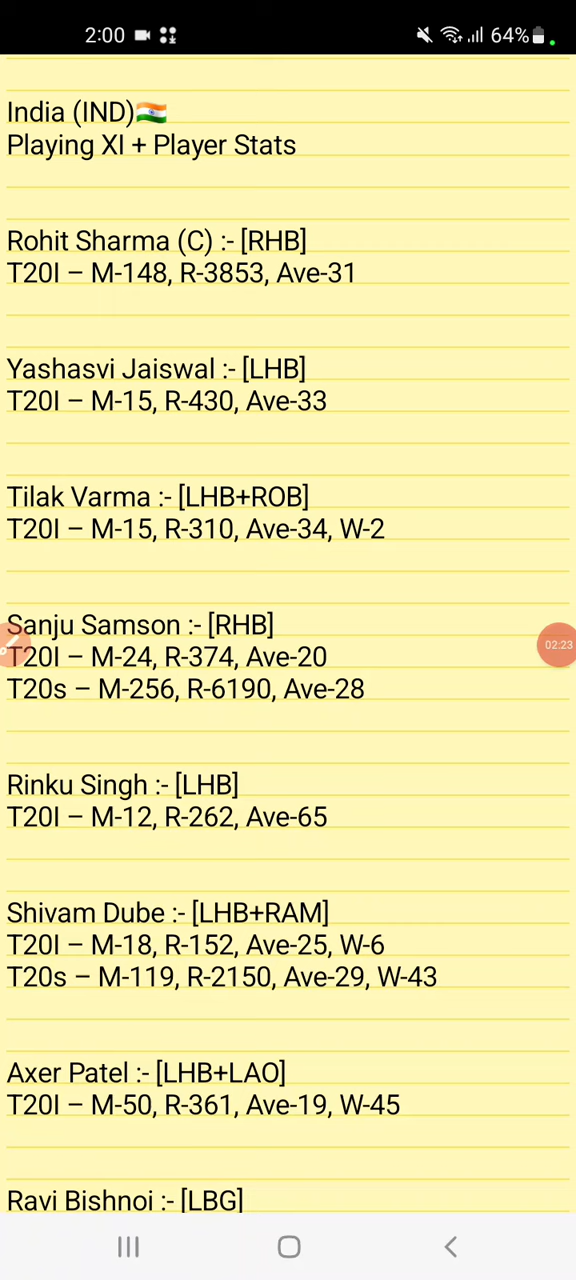 2:00
64%
India (IND)🇮🇳
Playing XI + Player Stats
Rohit Sharma (C) :- [RHB]
T20I – M-148, R-3853, Ave-31
Yashasvi Jaiswal :- [LHB]
T20I – M-15, R-430, Ave-33
Tilak Varma :- [LHB+ROB]
T20I – M-15, R-310, Ave-34, W-2
Sanju Samson :- [RHB]
02:23
T20I – M-24, R-374, Ave-20
T20s – M-256, R-6190, Ave-28
Rinku Singh :- [LHB]
T20I – M-12, R-262, Ave-65
Shivam Dube :- [LHB+RAM]
T20I – M-18, R-152, Ave-25, W-6
T20s – M-119, R-2150, Ave-29, W-43
Axer Patel :- [LHB+LAO]
T20I – M-50, R-361, Ave-19, W-45
Ravi Bishnoi :- [LBG]